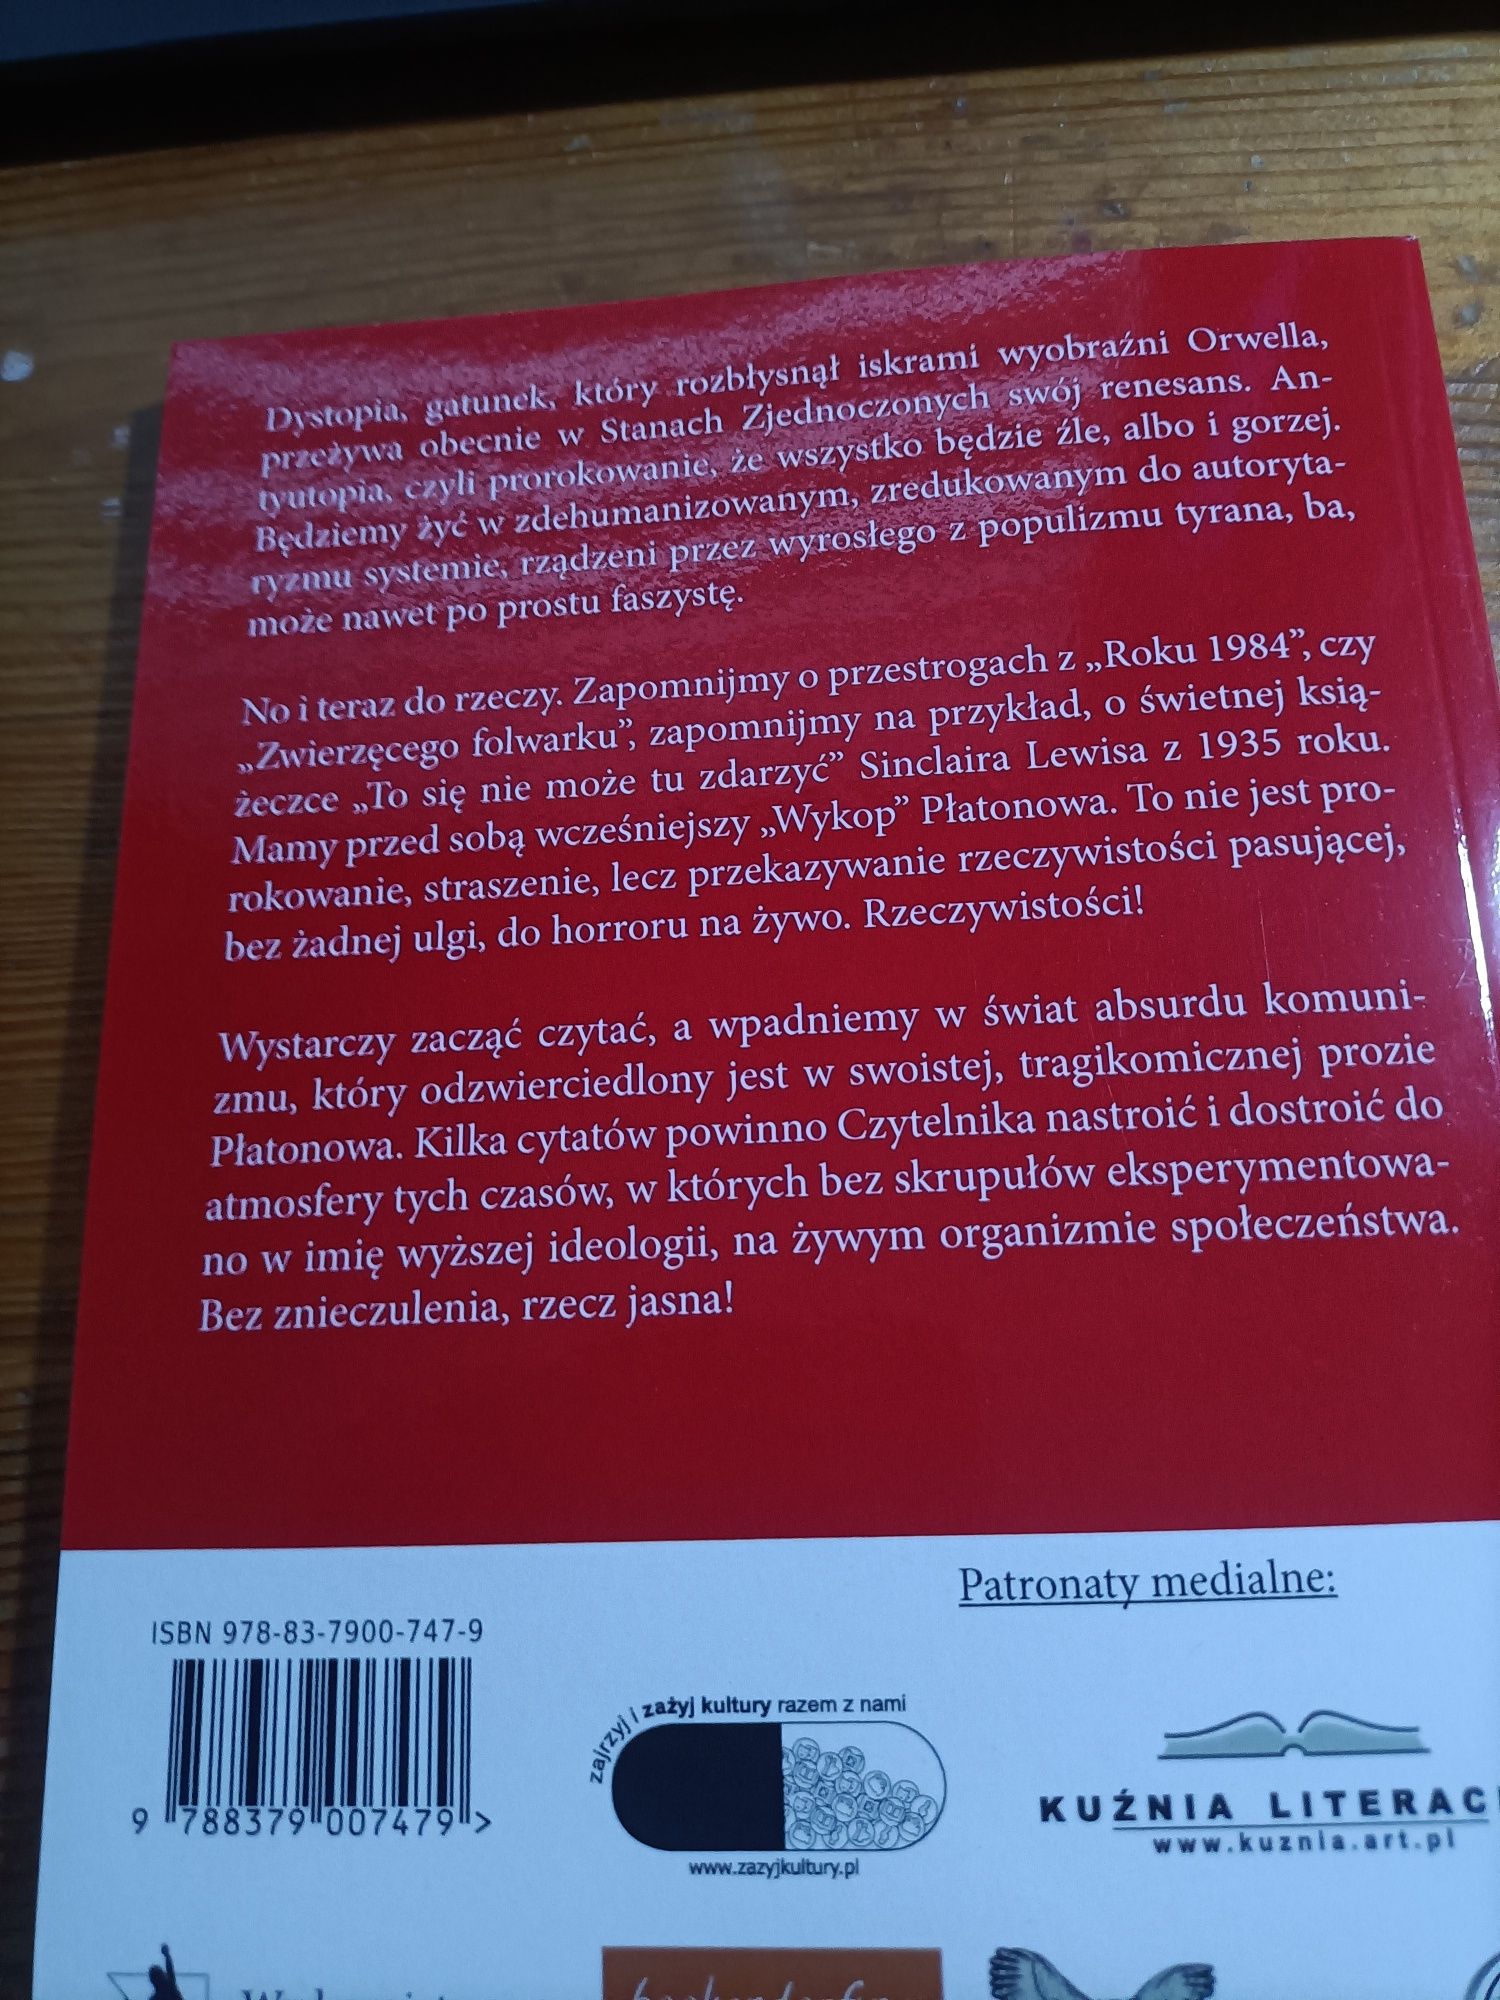 Dystopia, gatunek, który rozbłysnął iskrami wyobraźni Orwella,
przeżywa obecnie w Stanach Zjednoczonych swój renesans. An-
tyutopia, czyli prorokowanie, że wszystko będzie źle, albo i gorzej.
Będziemy żyć w zdehumanizowanym, zredukowanym do autoryta-
ryzmu systemie, rządzeni przez wyrosłego z populizmu tyrana, ba,
może nawet po prostu faszystę.
No i teraz do rzeczy. Zapomnijmy o przestrogach z „Roku 1984”, czy
„Zwierzęcego folwarku”, zapomnijmy na przykład, o świetnej ksią-
żeczce „To się nie może tu zdarzyć” Sinclaira Lewisa z 1935 roku.
Mamy przed sobą wcześniejszy „Wykop” Płatonowa. To nie jest pro-
rokowanie, straszenie, lecz przekazywanie rzeczywistości pasującej,
bez żadnej ulgi, do horroru na żywo. Rzeczywistości!
Wystarczy zacząć czytać, a wpadniemy w świat absurdu komuni-
zmu, który odzwierciedlony jest w swoistej, tragikomicznej prozie
Płatonowa. Kilka cytatów powinno Czytelnika nastroić i dostroić do
atmosfery tych czasów, w których bez skrupułów eksperymentowa-
no w imię wyższej ideologii, na żywym organizmie społeczeństwa.
Bez znieczulenia, rzecz jasna!
Patronaty medialne:
ISBN 978-83-7900-747-9
9 788379 007479 >
zajrzyj i zażyj kultury razem z nami
www.zazyjkultury.pl
KUŹNIA LITERAC
www.kuznia.art.pl